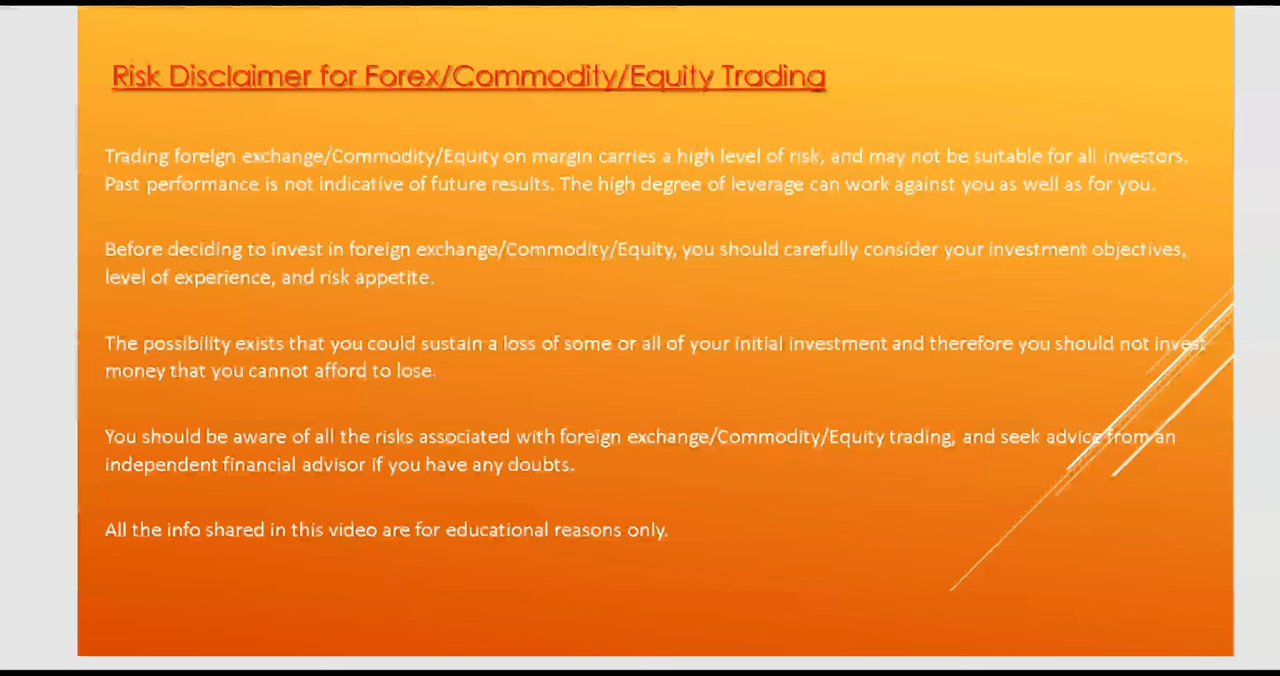 Risk Disclaimer for Forex/Commodity/Equity Trading
Trading foreign exchange/Commodity/Equity on margin carries a high level of risk, and may not be suitable for all investors.
Past performance is not indicative of future results. The high degree of leverage can work against you as well as for you.
Before deciding to invest in foreign exchange/Commodity/Equity, you should carefully consider your investment objectives,
level of experience, and risk appetite.
The possibility exists that you could sustain a loss of some or all of your initial investment and therefore you should not invest
money that you cannot afford to lose.
You should be aware of all the risks associated with foreign exchange/Commodity/Equity trading, and seek advice from an
independent financial advisor if you have any doubts.
All the info shared in this video are for educational reasons only.